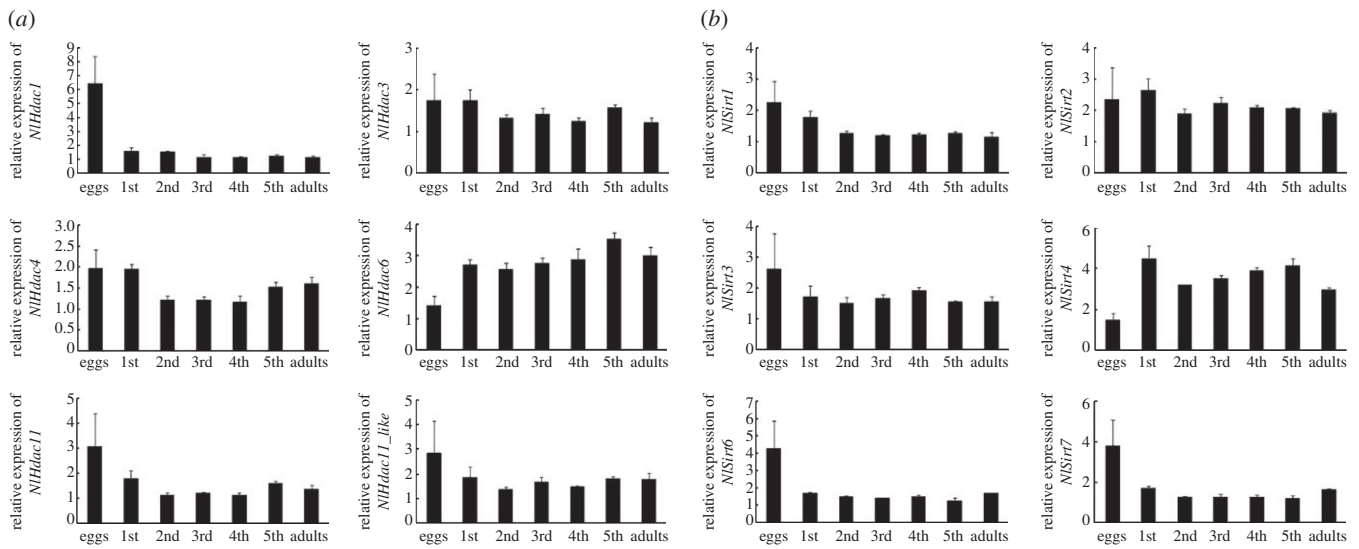 (a)
(b)
relative expression of
NlHdac1
9
8
7
6
5
4
3
2
1
0
eggs 1st 2nd 3rd 4th 5th adults
relative expression of
NlHdac3
3
2
1
0
eggs 1st 2nd 3rd 4th 5th adults
relative expression of
NlSirt1
4
3
2
1
0
eggs 1st 2nd 3rd 4th 5th adults
relative expression of
NlSirt2
4
3
2
1
0
eggs 1st 2nd 3rd 4th 5th adults
relative expression of
NlHdac4
3.0
2.5
2.0
1.5
1.0
0.5
0
eggs 1st 2nd 3rd 4th 5th adults
relative expression of
NlHdac6
4
3
2
1
0
eggs 1st 2nd 3rd 4th 5th adults
relative expression of
NlSirt3
4
3
2
1
0
eggs 1st 2nd 3rd 4th 5th adults
relative expression of
NlSirt4
6
4
2
0
eggs 1st 2nd 3rd 4th 5th adults
relative expression of
NlHdac11
5
4
3
2
1
0
eggs 1st 2nd 3rd 4th 5th adults
relative expression of
NlHdac11_like
5
4
3
2
1
0
eggs 1st 2nd 3rd 4th 5th adults
relative expression of
NlSirt6
7
6
5
4
3
2
1
0
eggs 1st 2nd 3rd 4th 5th adults
relative expression of
NlSirt7
6
4
2
0
eggs 1st 2nd 3rd 4th 5th adults